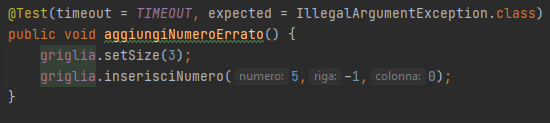 @Test(timeout = TIMEOUT, expected = IllegalArgumentException.class)
public void aggiungiNumeroErrato() {
griglia.setSize(3);
griglia.inserisciNumero( numero: 5, riga: -1, colonna: 0);
}